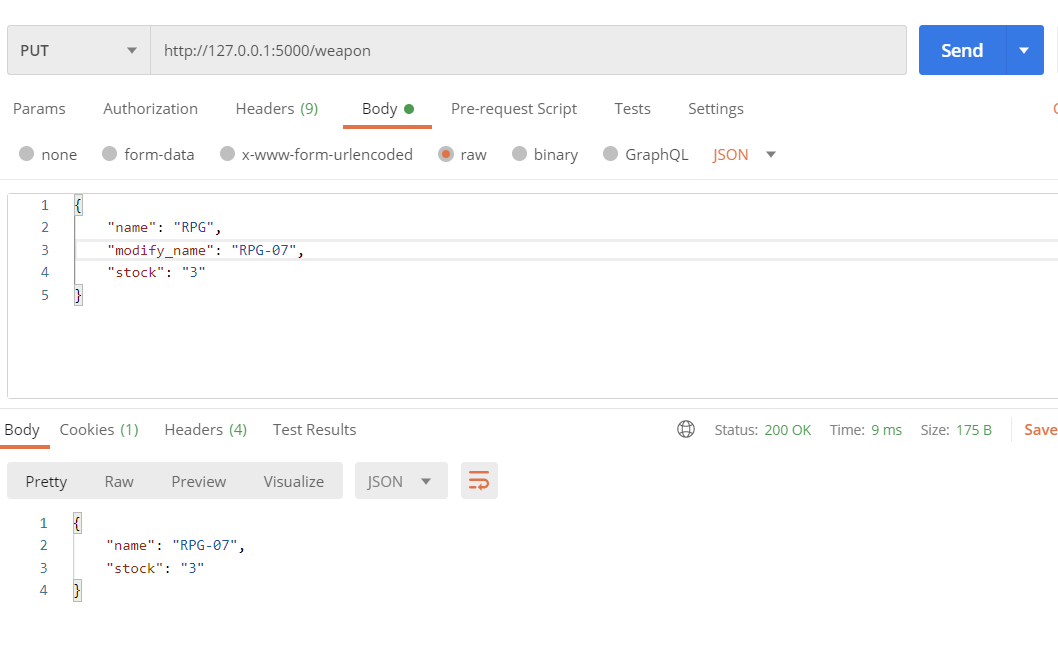 PUT http://127.0.0.1:5000/weapon Send
Params Authorization Headers (9) Body Pre-request Script Tests Settings
none form-data x-www-form-urlencoded raw binary GraphQL JSON
1 {
2 "name": "RPG",
3 "modify_name": "RPG-07",
4 "stock": "3"
5 }
Body Cookies (1) Headers (4) Test Results Status: 200 OK Time: 9 ms Size: 175 B Save
Pretty Raw Preview Visualize JSON
1 {
2 "name": "RPG-07",
3 "stock": "3"
4 }